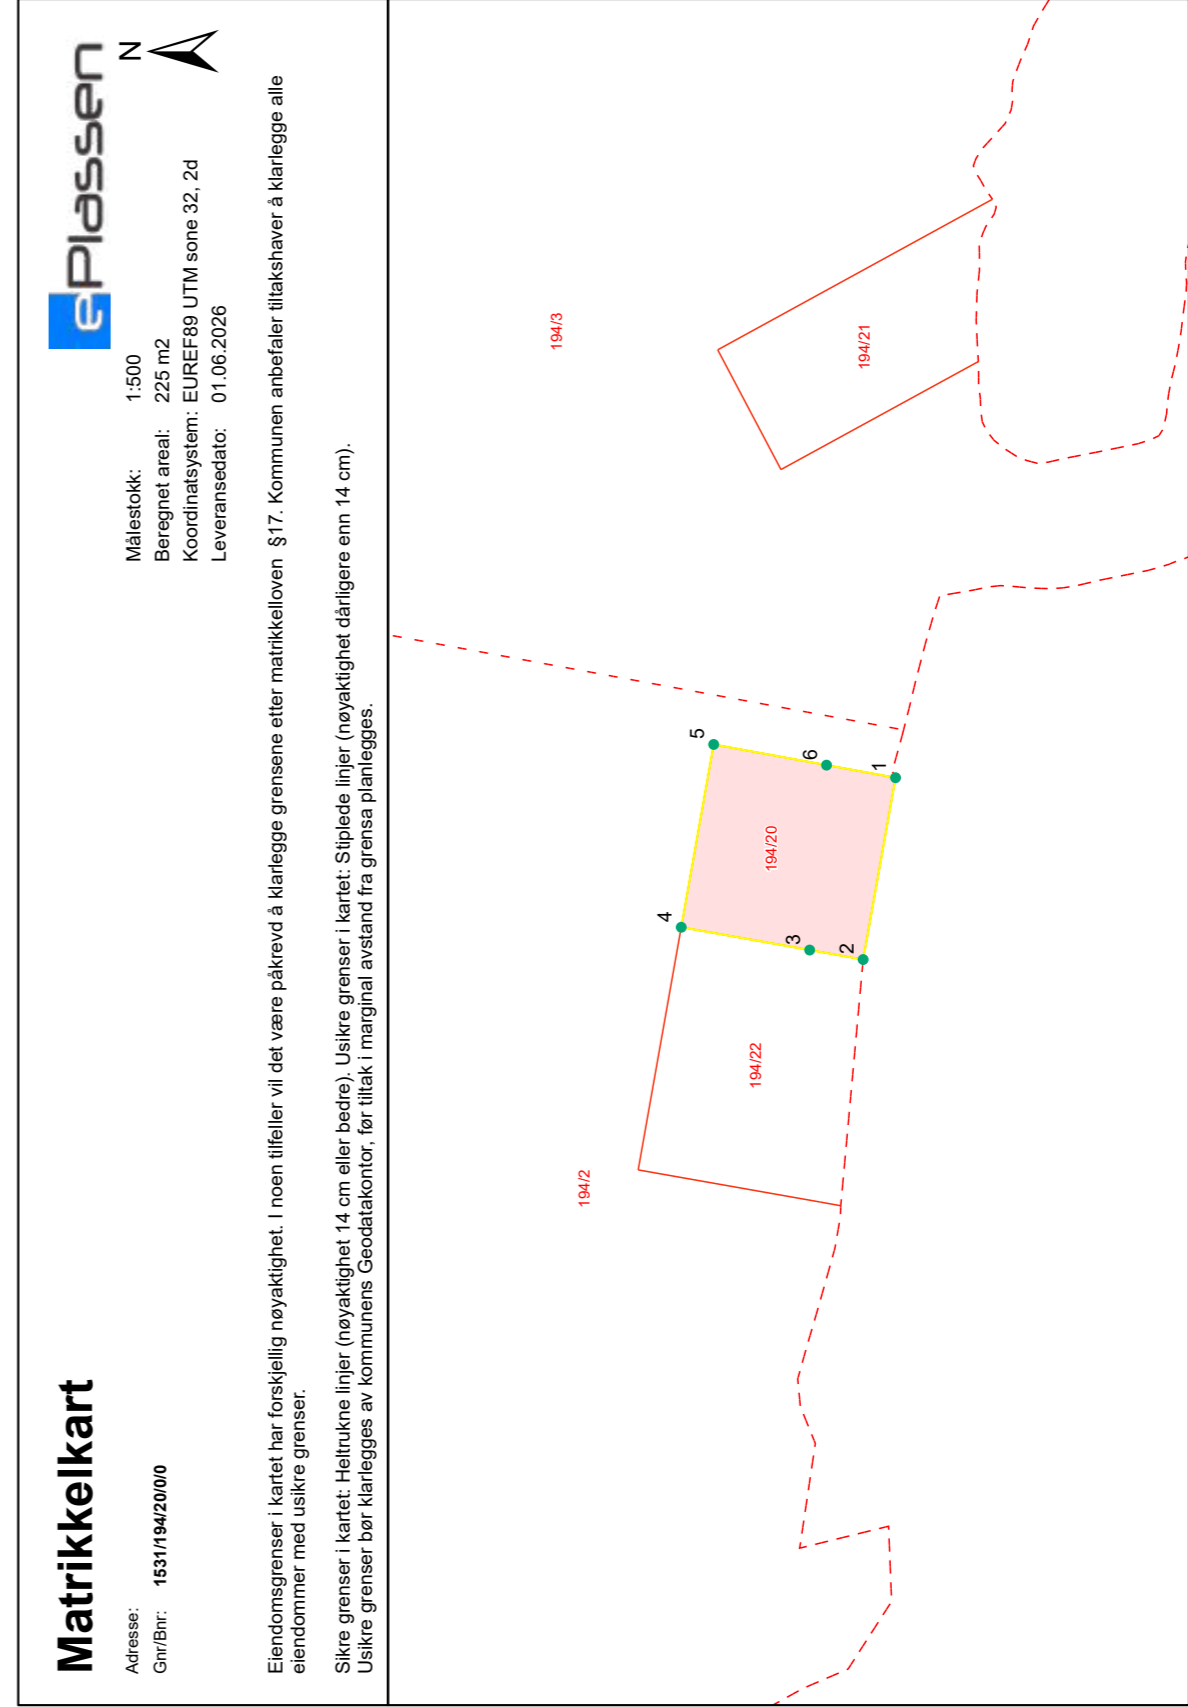 Matrikkelkart
ePlassen
N
Adresse:
Gnr/Bnr: 1531/194/20/0/0
Målestokk: 1:500
Beregnet areal: 225 m2
Koordinatsystem: EUREF89 UTM sone 32, 2d
Leveransedato: 01.06.2026
Eiendomsgrenser i kartet har forskjellig nøyaktighet. I noen tilfeller vil det være påkrevd å klarlegge grensene etter matrikkelloven §17. Kommunen anbefaler tiltakshaver å klarlegge alle
eiendommer med usikre grenser.
Sikre grenser i kartet: Heltrukne linjer (nøyaktighet 14 cm eller bedre). Usikre grenser i kartet: Stiplede linjer (nøyaktighet dårligere enn 14 cm).
Usikre grenser bør klarlegges av kommunens Geodatakontor, før tiltak i marginal avstand fra grensa planlegges.
194/3
194/2
4
5
194/22
194/20
194/21
3
6
2
1